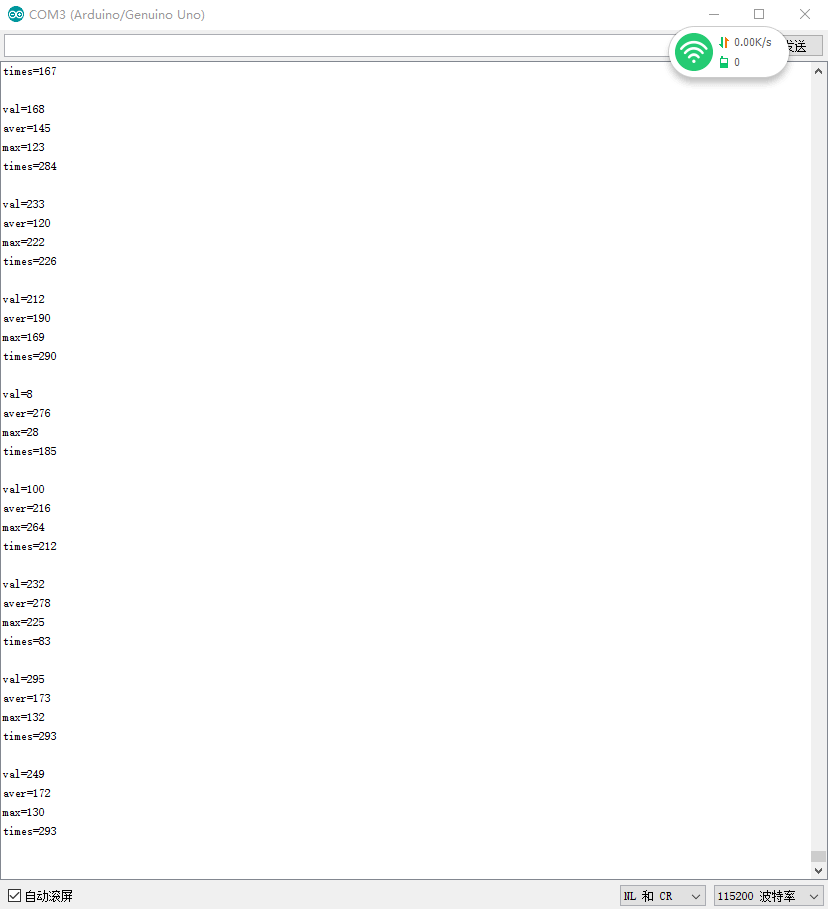 COM3 (Arduino/Genuino Uno)
0.00K/s
送
0
times=167
val=168
aver=145
max=123
times=284
val=233
aver=120
max=222
times=226
val=212
aver=190
max=169
times=290
val=8
aver=276
max=28
times=185
val=100
aver=216
max=264
times=212
val=232
aver=278
max=225
times=83
val=295
aver=173
max=132
times=293
val=249
aver=172
max=130
times=293
自动滚屏
NL 和 CR
115200 波特率